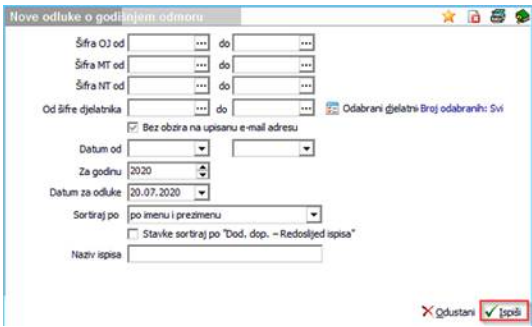 Nove odluke o godišnjem odmoru
Šifra OJ od ... do ...
Šifra MT od ... do ...
Šifra NT od ... do ...
Od šifre djelatnika ... do ... Odabrani djelatni Broj odabranih: Svi
Bez obzira na upisanu e-mail adresu
Datum od
Za godinu 2020
Datum za odluke 20.07.2020
Sortiraj po po imenu i prezimenu
Stavke sortiraj po "Dod. dop. – Redoslijed ispisa"
Naziv ispisa
Odustani Ispiši